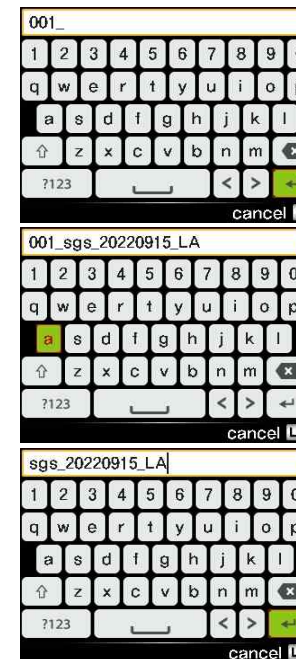 001_
1 2 3 4 5 6 7 8 9
q w e r t y u i o
a s d f g h j k l
z x c v b n m
?123 < >
cancel
001_sgs_20220915_LA
1 2 3 4 5 6 7 8 9 0
q w e r t y u i o p
a s d f g h j k l
z x c v b n m
?123 < >
cancel L
sgs_20220915_LA
1 2 3 4 5 6 7 8 9 0
q w e r t y u i o p
a s d f g h j k l
z x c v b n m
?123 < >
cancel L